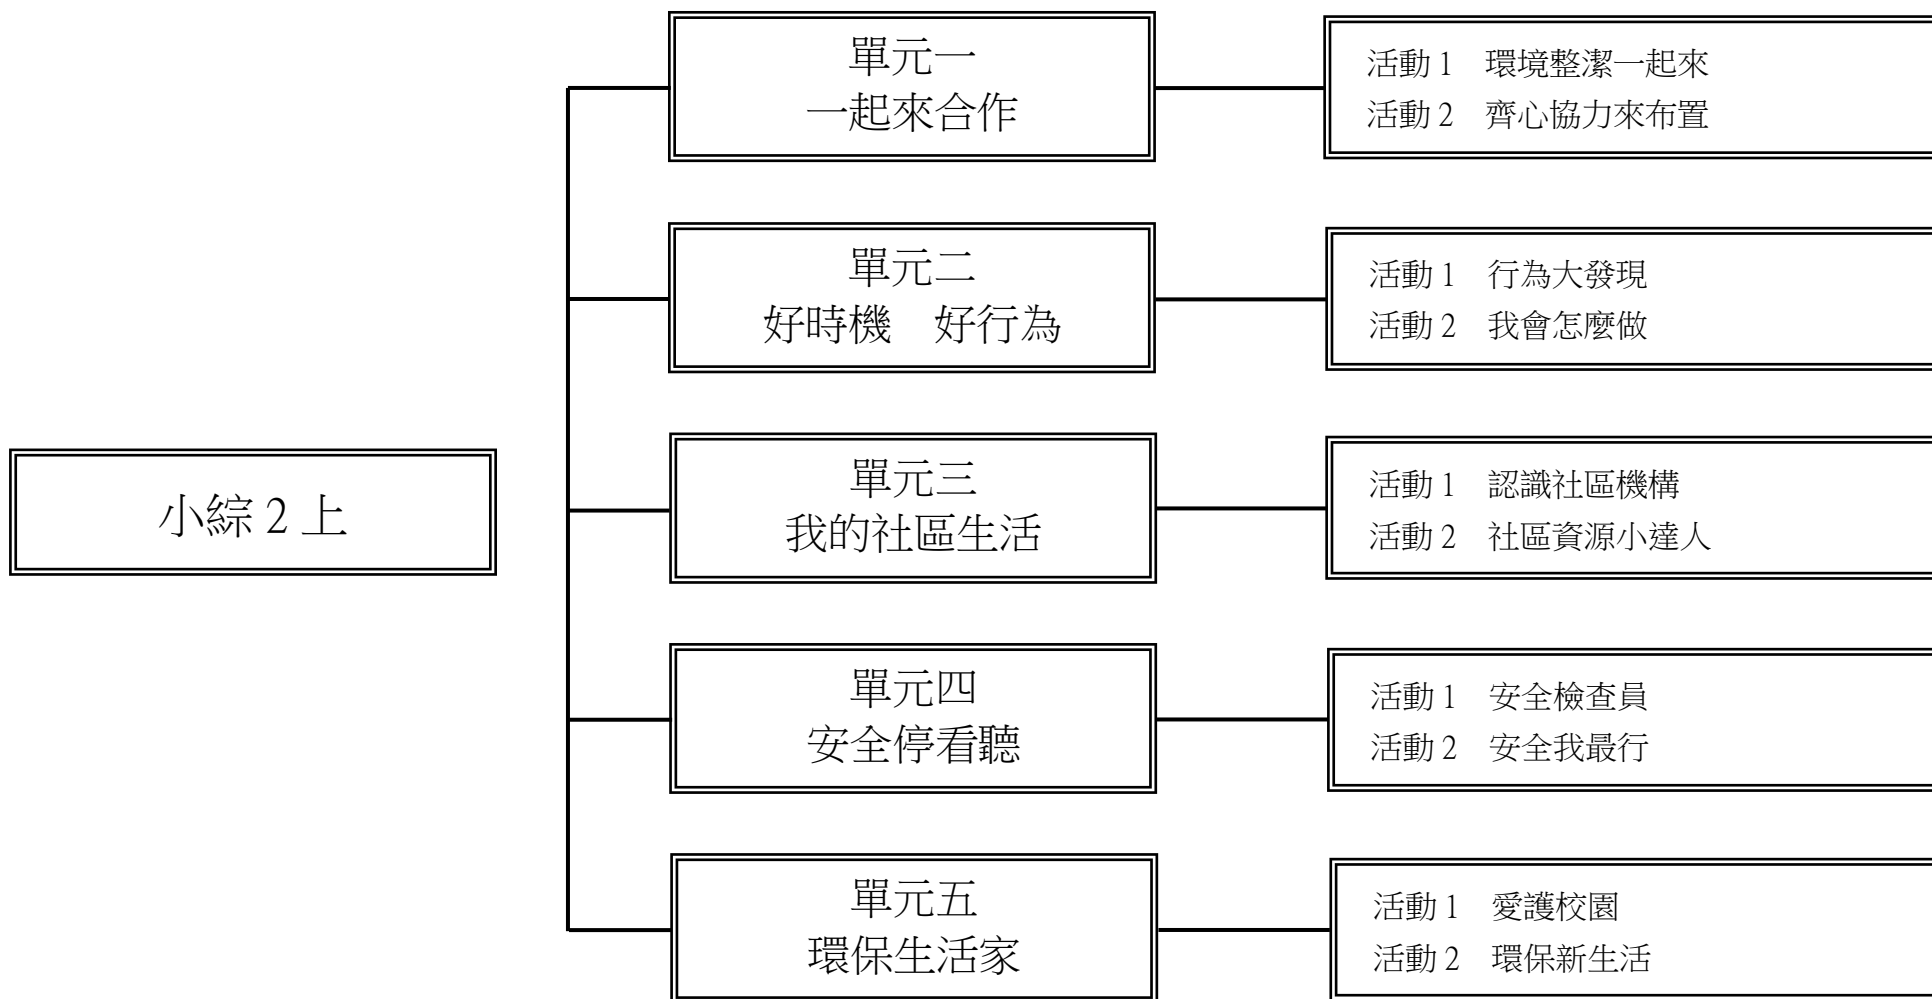 單元一
一起來合作
活動 1　環境整潔一起來
活動 2　齊心協力來布置
單元二
好時機　好行為
活動 1　行為大發現
活動 2　我會怎麼做
小綜 2 上
單元三
我的社區生活
活動 1　認識社區機構
活動 2　社區資源小達人
單元四
安全停看聽
活動 1　安全檢查員
活動 2　安全我最行
單元五
環保生活家
活動 1　愛護校園
活動 2　環保新生活